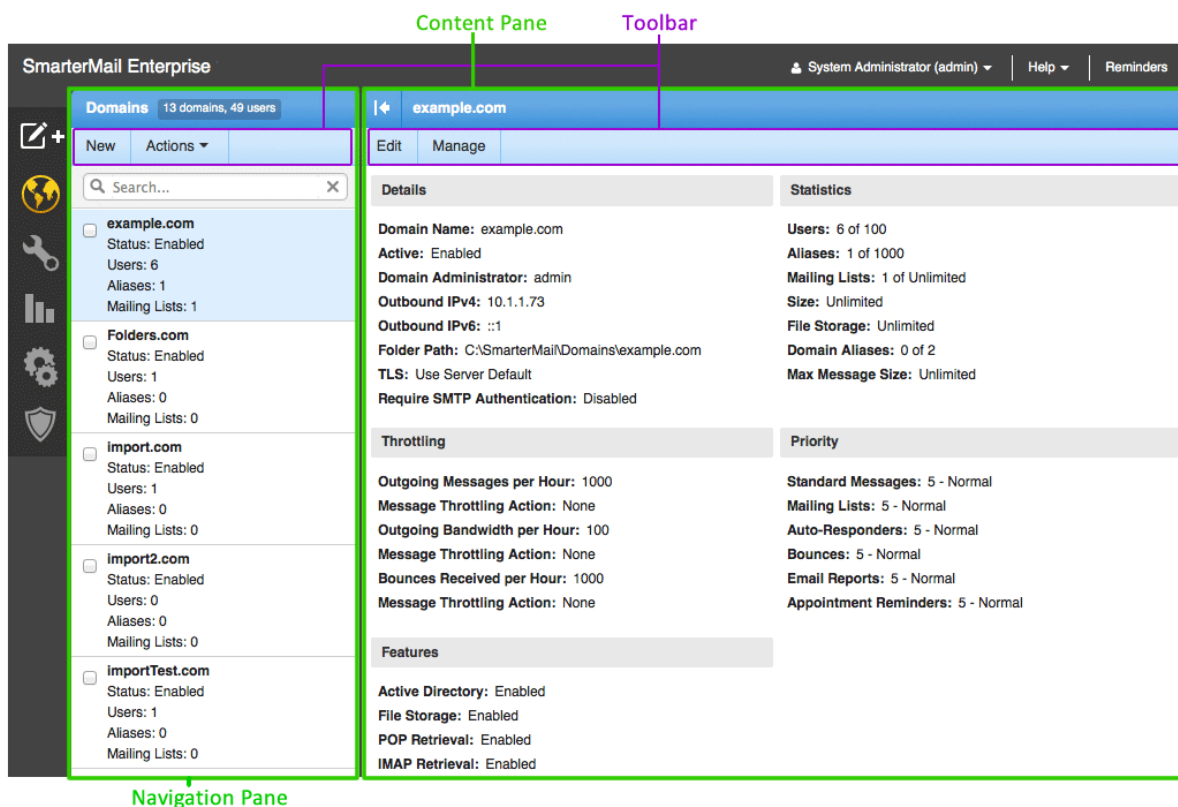 Content Pane
Toolbar
SmarterMail Enterprise
System Administrator (admin)
Help
Reminders
Domains
13 domains, 49 users
New
Actions
Search...
example.com
Status: Enabled
Users: 6
Aliases: 1
Mailing Lists: 1
Folders.com
Status: Enabled
Users: 1
Aliases: 0
Mailing Lists: 0
import.com
Status: Enabled
Users: 1
Aliases: 0
Mailing Lists: 0
import2.com
Status: Enabled
Users: 0
Aliases: 0
Mailing Lists: 0
importTest.com
Status: Enabled
Users: 1
Aliases: 0
Mailing Lists: 0
example.com
Edit
Manage
Details
Domain Name: example.com
Active: Enabled
Domain Administrator: admin
Outbound IPv4: 10.1.1.73
Outbound IPv6: ::1
Folder Path: C:\SmarterMail\Domains\example.com
TLS: Use Server Default
Require SMTP Authentication: Disabled
Statistics
Users: 6 of 100
Aliases: 1 of 1000
Mailing Lists: 1 of Unlimited
Size: Unlimited
File Storage: Unlimited
Domain Aliases: 0 of 2
Max Message Size: Unlimited
Throttling
Outgoing Messages per Hour: 1000
Message Throttling Action: None
Outgoing Bandwidth per Hour: 100
Message Throttling Action: None
Bounces Received per Hour: 1000
Message Throttling Action: None
Priority
Standard Messages: 5 - Normal
Mailing Lists: 5 - Normal
Auto-Responders: 5 - Normal
Bounces: 5 - Normal
Email Reports: 5 - Normal
Appointment Reminders: 5 - Normal
Features
Active Directory: Enabled
File Storage: Enabled
POP Retrieval: Enabled
IMAP Retrieval: Enabled
Navigation Pane